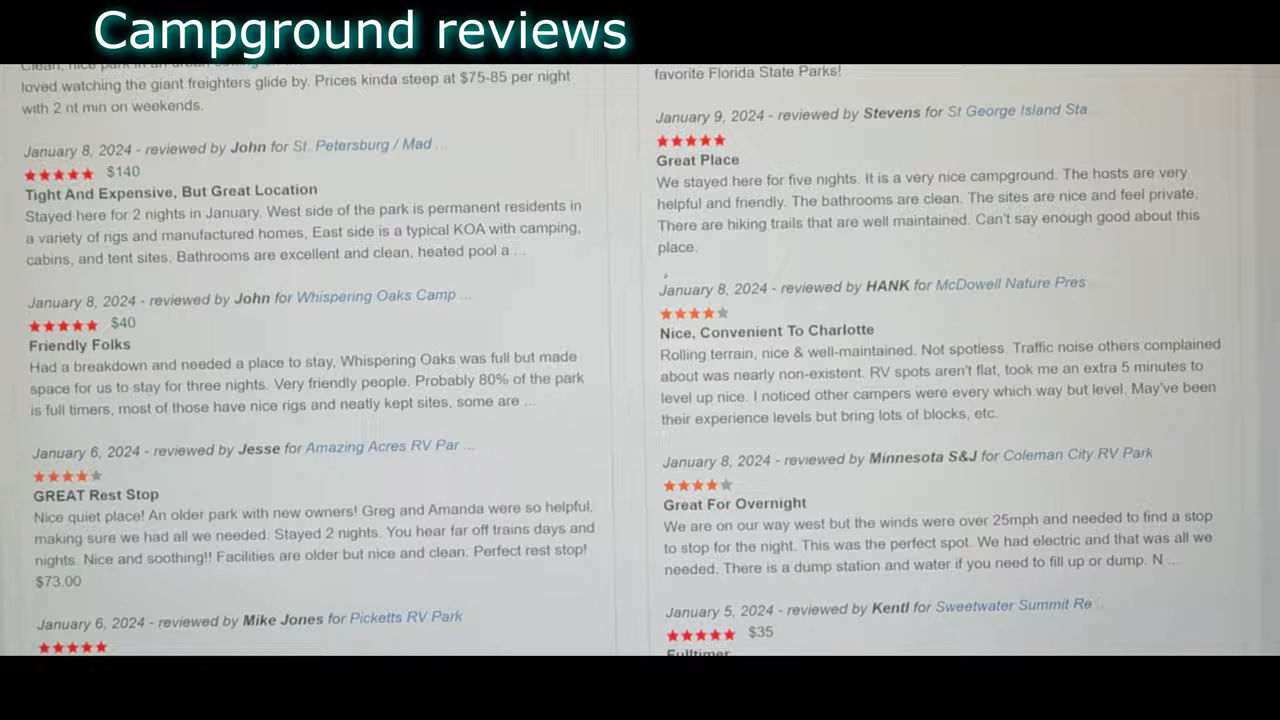 Campground reviews
loved watching the giant freighters glide by. Prices kinda steep at $75-85 per night
with 2 nt min on weekends.
January 8, 2024 - reviewed by John for St. Petersburg / Mad ...
$140
Tight And Expensive, But Great Location
Stayed here for 2 nights in January. West side of the park is permanent residents in
a variety of rigs and manufactured homes, East side is a typical KOA with camping,
cabins, and tent sites. Bathrooms are excellent and clean, heated pool a ...
January 8, 2024 - reviewed by John for Whispering Oaks Camp ...
$40
Friendly Folks
Had a breakdown and needed a place to stay, Whispering Oaks was full but made
space for us to stay for three nights. Very friendly people. Probably 80% of the park
is full timers, most of those have nice rigs and neatly kept sites, some are ...
January 6, 2024 - reviewed by Jesse for Amazing Acres RV Par ...
GREAT Rest Stop
Nice quiet place! An older park with new owners! Greg and Amanda were so helpful,
making sure we had all we needed. Stayed 2 nights. You hear far off trains days and
nights. Nice and soothing!! Facilities are older but nice and clean. Perfect rest stop!
$73.00
January 6, 2024 - reviewed by Mike Jones for Picketts RV Park
favorite Florida State Parks!
January 9, 2024 - reviewed by Stevens for St George Island Sta
Great Place
We stayed here for five nights. It is a very nice campground. The hosts are very
helpful and friendly. The bathrooms are clean. The sites are nice and feel private.
There are hiking trails that are well maintained. Can't say enough good about this
place.
January 8, 2024 - reviewed by HANK for McDowell Nature Pres
Nice, Convenient To Charlotte
Rolling terrain, nice & well-maintained. Not spotless. Traffic noise others complained
about was nearly non-existent. RV spots aren't flat, took me an extra 5 minutes to
level up nice. I noticed other campers were every which way but level. May've been
their experience levels but bring lots of blocks, etc.
January 8, 2024 - reviewed by Minnesota S&J for Coleman City RV Park
Great For Overnight
We are on our way west but the winds were over 25mph and needed to find a stop
to stop for the night. This was the perfect spot. We had electric and that was all we
needed. There is a dump station and water if you need to fill up or dump. N ...
January 5, 2024 - reviewed by Kentl for Sweetwater Summit Re ...
$35
Fulltimer